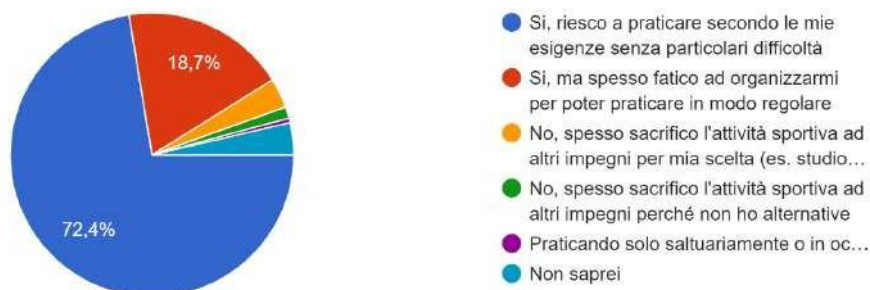 18,7%
72,4%
Si, riesco a praticare secondo le mie
esigenze senza particolari difficoltà
Si, ma spesso fatico ad organizzarmi
per poter praticare in modo regolare
No, spesso sacrifico l'attività sportiva ad
altri impegni per mia scelta (es. studio…
No, spesso sacrifico l'attività sportiva ad
altri impegni perché non ho alternative
Praticando solo saltuariamente o in oc…
Non saprei